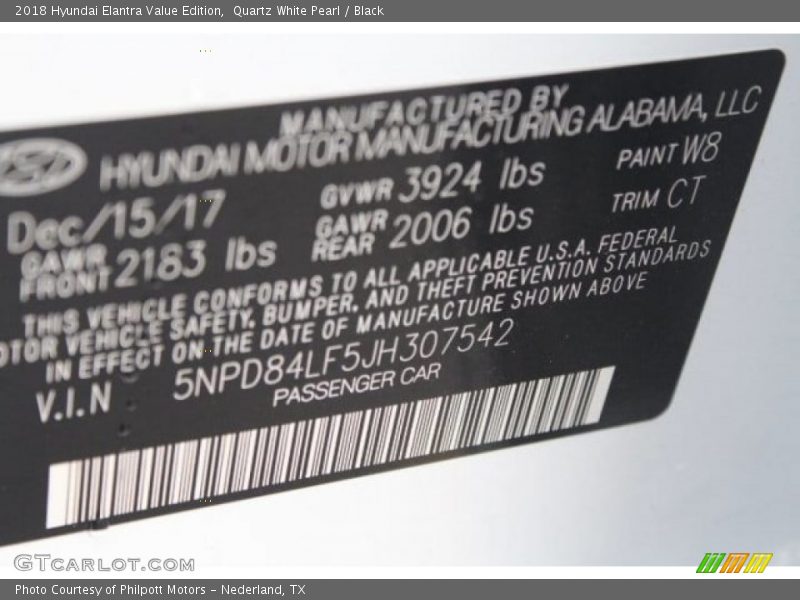 2018 Hyundai Elantra Value Edition,  Quartz White Pearl / Black
MANUFACTURED BY
HYUNDAI MOTOR MANUFACTURING ALABAMA, LLC
Dec/15/17 GVWR 3924 lbs PAINT W8
GAWR FRONT 2183 lbs GAWR REAR 2006 lbs TRIM CT
THIS VEHICLE CONFORMS TO ALL APPLICABLE U.S.A. FEDERAL
OTOR VEHICLE SAFETY, BUMPER, AND THEFT PREVENTION STANDARDS
IN EFFECT ON THE DATE OF MANUFACTURE SHOWN ABOVE
V.I.N 5NPD84LF5JH307542
PASSENGER CAR
GTCARLOT.COM
Photo Courtesy of Philpott Motors - Nederland, TX